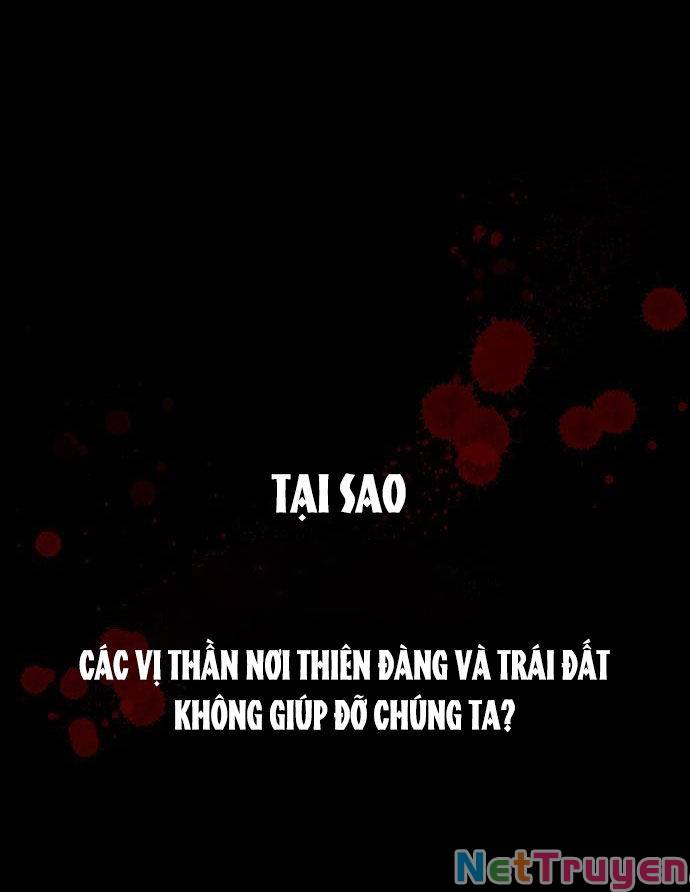 TẠI SAO
CÁC VỊ THẦN NƠI THIÊN ĐÀNG VÀ TRÁI ĐẤT
KHÔNG GIÚP ĐỠ CHÚNG TA?
NetTruyen